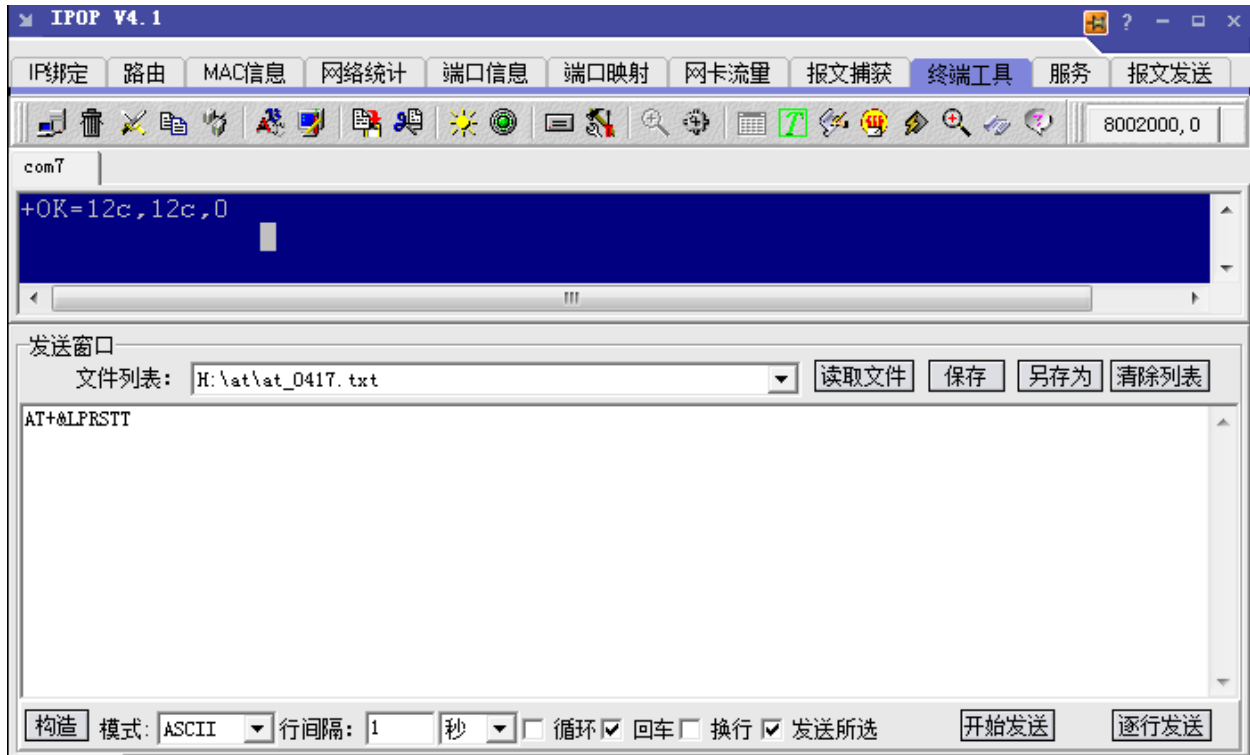 IPOP V4.1
IP绑定 路由 MAC信息 网络统计 端口信息 端口映射 网卡流量 报文捕获 终端工具 服务 报文发送
8002000,0
com7
+OK=12c,12c,0
发送窗口
文件列表: H:\at\at_0417.txt 读取文件 保存 另存为 清除列表
AT+&LPRSTT
构造 模式: ASCII 行间隔: 1 秒 循环 回车 换行 发送所选 开始发送 逐行发送